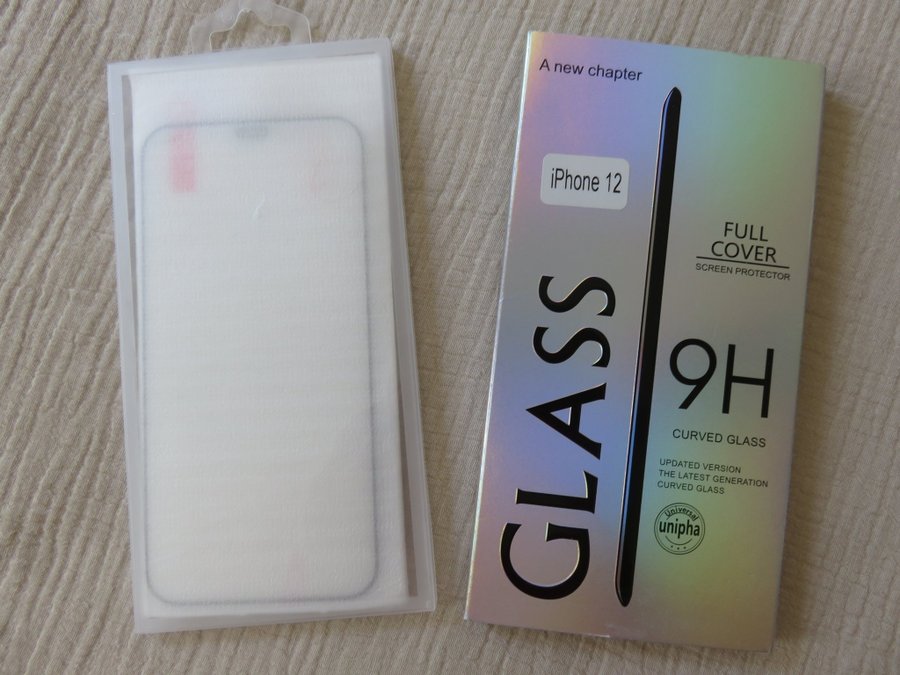 A new chapter
iPhone 12
FULL
COVER
SCREEN PROTECTOR
GLASS
9H
CURVED GLASS
UPDATED VERSION
THE LATEST GENERATION
CURVED GLASS
Universal
unipha